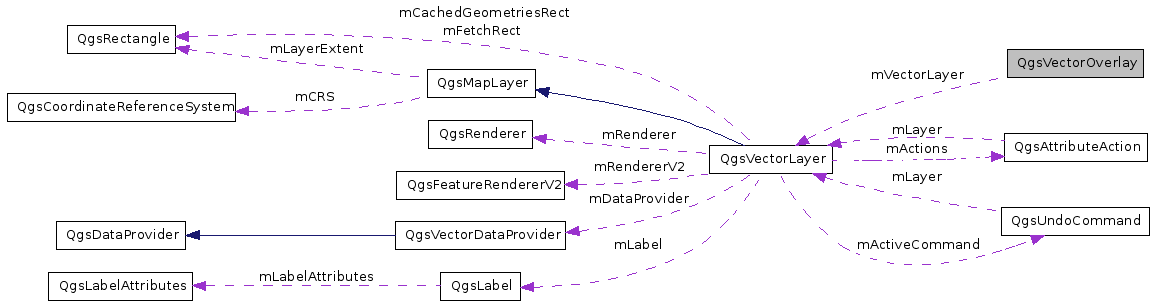 mCachedGeometriesRect
mFetchRect
QgsRectangle
mLayerExtent
QgsVectorOverlay
mVectorLayer
QgsMapLayer
QgsCoordinateReferenceSystem
mCRS
QgsRenderer
mRenderer
mLayer
QgsAttributeAction
mActions
QgsVectorLayer
mRendererV2
QgsFeatureRendererV2
mLayer
mDataProvider
QgsUndoCommand
QgsDataProvider
QgsVectorDataProvider
mLabel
mActiveCommand
mLabelAttributes
QgsLabelAttributes
QgsLabel